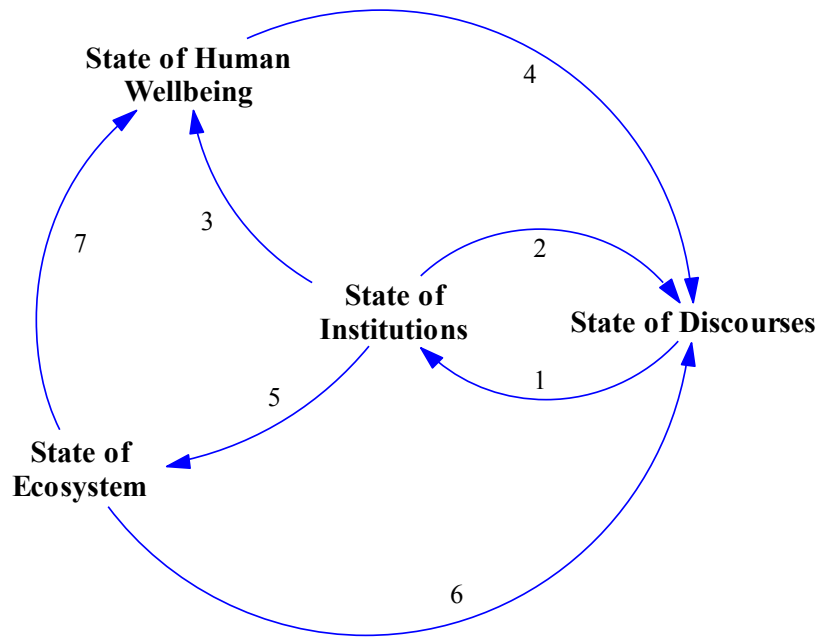 State of Human
Wellbeing
4
3
7
2
State of
Institutions
State of Discourses
1
5
State of
Ecosystem
6